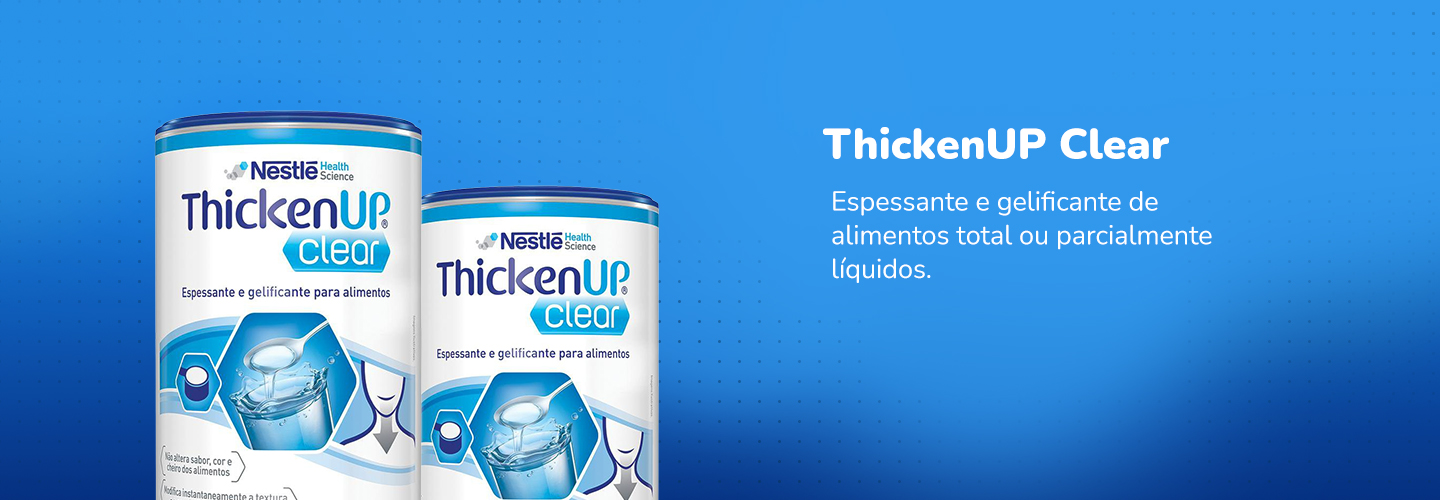 Nestlé Health Science
ThickenUP®
clear
Espessante e gelificante para alimentos
Não altera sabor, cor e
cheiro dos alimentos
Modifica instantaneamente a textura
Nestlé Health Science
ThickenUP®
clear
Espessante e gelificante para alimentos
ThickenUP Clear
Espessante e gelificante de
alimentos total ou parcialmente
líquidos.